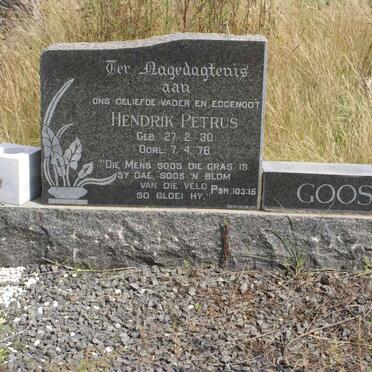 Ter Nagedagtenis
aan
ONS GELIEFDE VADER EN EGGENOOT
HENDRIK PETRUS
GEB. 27·2·30
OORL. 7·4·76
"DIE MENS SOOS DIE GRAS IS
SY DAE, SOOS 'N BLOM
VAN DIE VELD PSM. 103:15
SO BLOEI HY."
GOOS